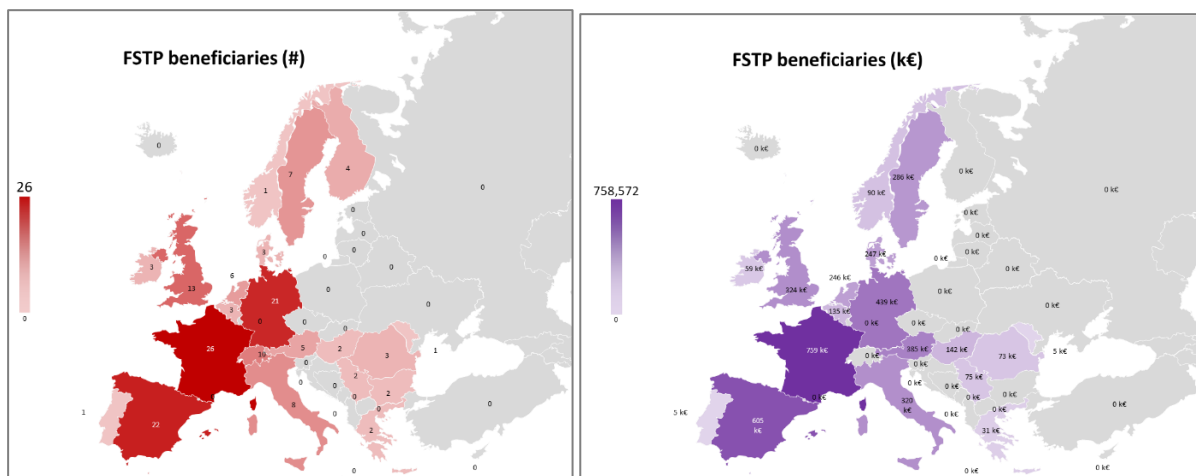 FSTP beneficiaries (#)
0
4
7
0
1
26
0
0
0
3
0
3
0
6
13
0
21
0
3
0
0
0
0
26
5
2
1
3
0
2
0
2
0
8
1
0
0
0
22
2
0
0
FSTP beneficiaries (k€)
0 k€
0 k€
286 k€
0 k€
90 k€
758,572
0 k€
0 k€
0 k€
247 k€
0 k€
59 k€
0 k€
246 k€
324 k€
0 k€
439 k€
0 k€
135 k€
0
0 k€
0 k€
0 k€
759 k€
385 k€
142 k€
5 k€
0 k€
73 k€
0 k€
75 k€
0 k€
0 k€
0 k€
0 k€
320
k€
5 k€
0 k€
0 k€
0 k€
605
k€
31 k€
0 k€
0 k€